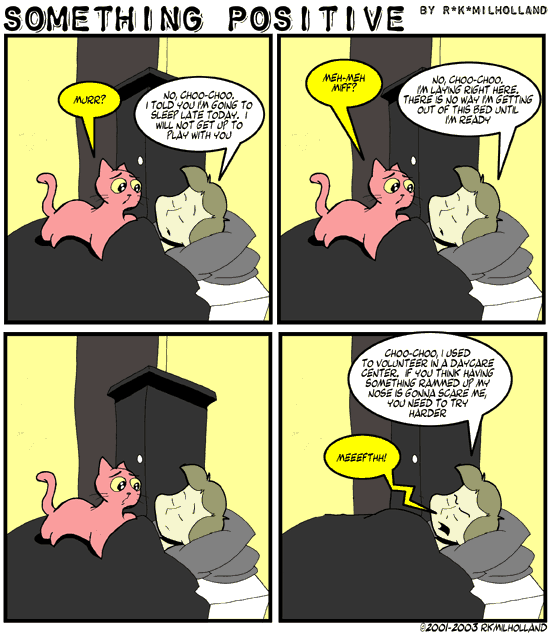 SOMETHING POSITIVE BY R*K*MILHOLLAND
MURR?
NO, CHOO-CHOO.
I TOLD YOU I'M GOING TO
SLEEP LATE TODAY. I
WILL NOT GET UP TO
PLAY WITH YOU
MEH-MEH
MIFF?
NO, CHOO-CHOO.
I'M LAYING RIGHT HERE.
THERE IS NO WAY I'M GETTING
OUT OF THIS BED UNTIL
I'M READY
CHOO-CHOO, I USED
TO VOLUNTEER IN A DAYCARE
CENTER. IF YOU THINK HAVING
SOMETHING RAMMED UP MY
NOSE IS GONNA SCARE ME,
YOU NEED TO TRY
HARDER
MEEEFTHH!
©2001-2003 RKMILHOLLAND